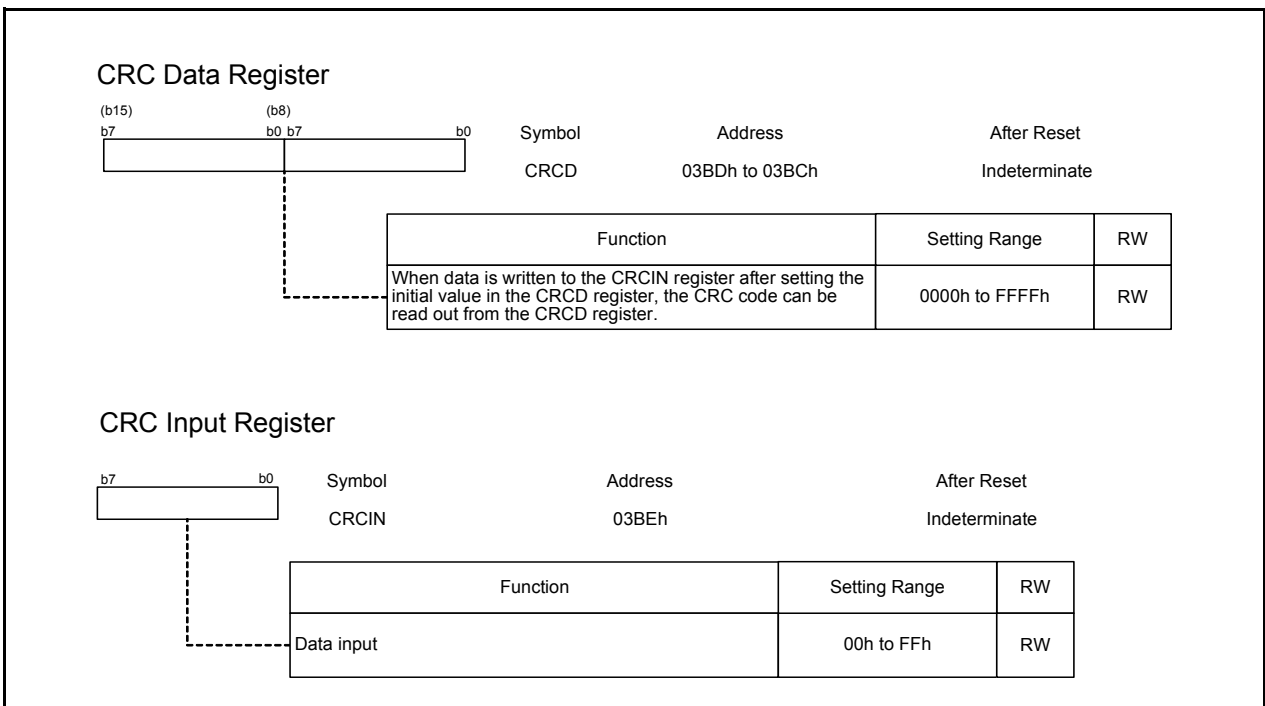 CRC Data Register
(b15) (b8)
b7 b0 b7 b0 Symbol Address After Reset
CRCD 03BDh to 03BCh Indeterminate
Function Setting Range RW
When data is written to the CRCIN register after setting the
initial value in the CRCD register, the CRC code can be
read out from the CRCD register.
0000h to FFFFh RW
CRC Input Register
b7 b0 Symbol Address After Reset
CRCIN 03BEh Indeterminate
Function Setting Range RW
Data input 00h to FFh RW